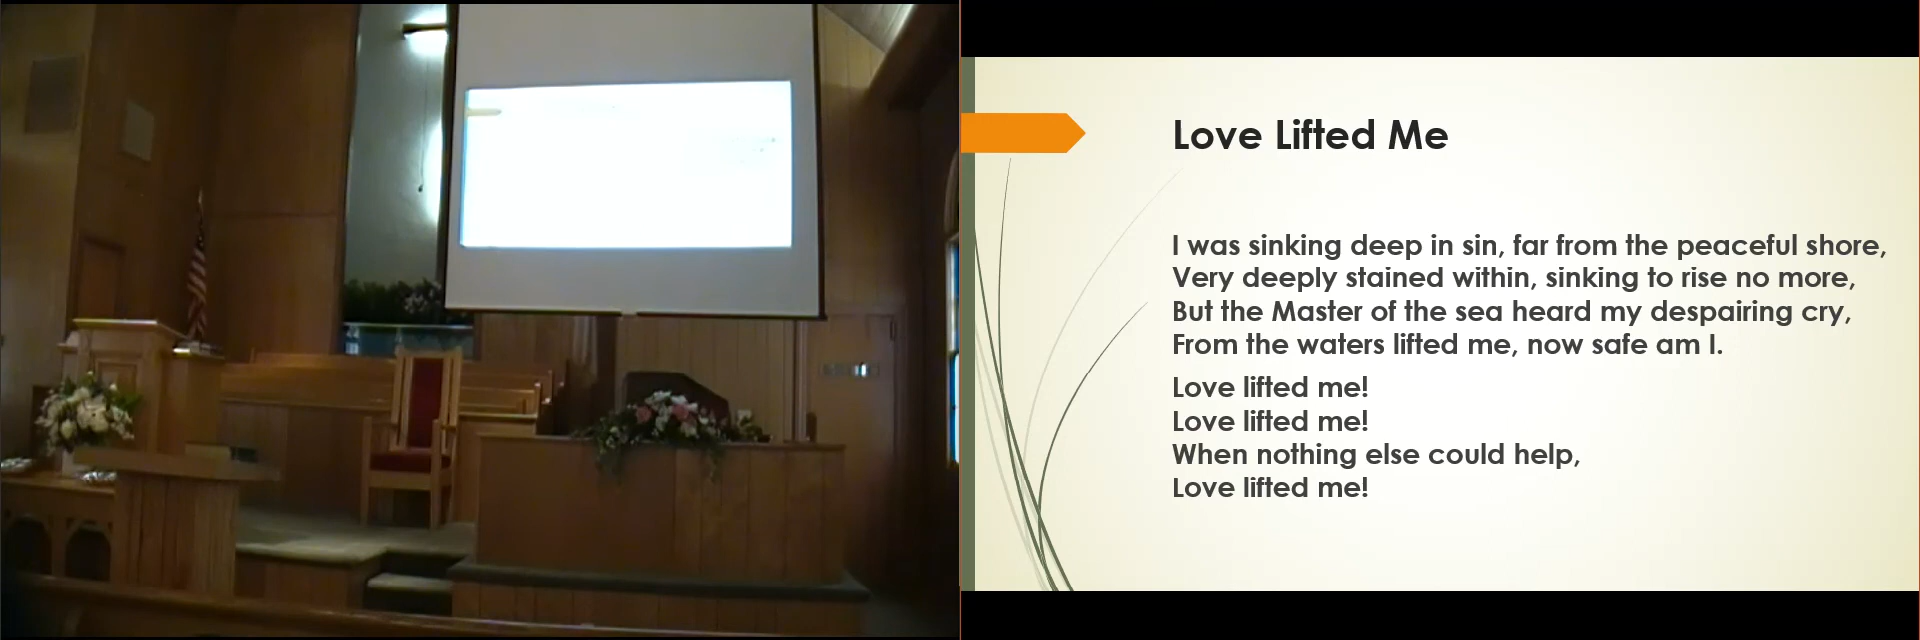 Love Lifted Me
I was sinking deep in sin, far from the peaceful shore,
Very deeply stained within, sinking to rise no more,
But the Master of the sea heard my despairing cry,
From the waters lifted me, now safe am I.
Love lifted me!
Love lifted me!
When nothing else could help,
Love lifted me!